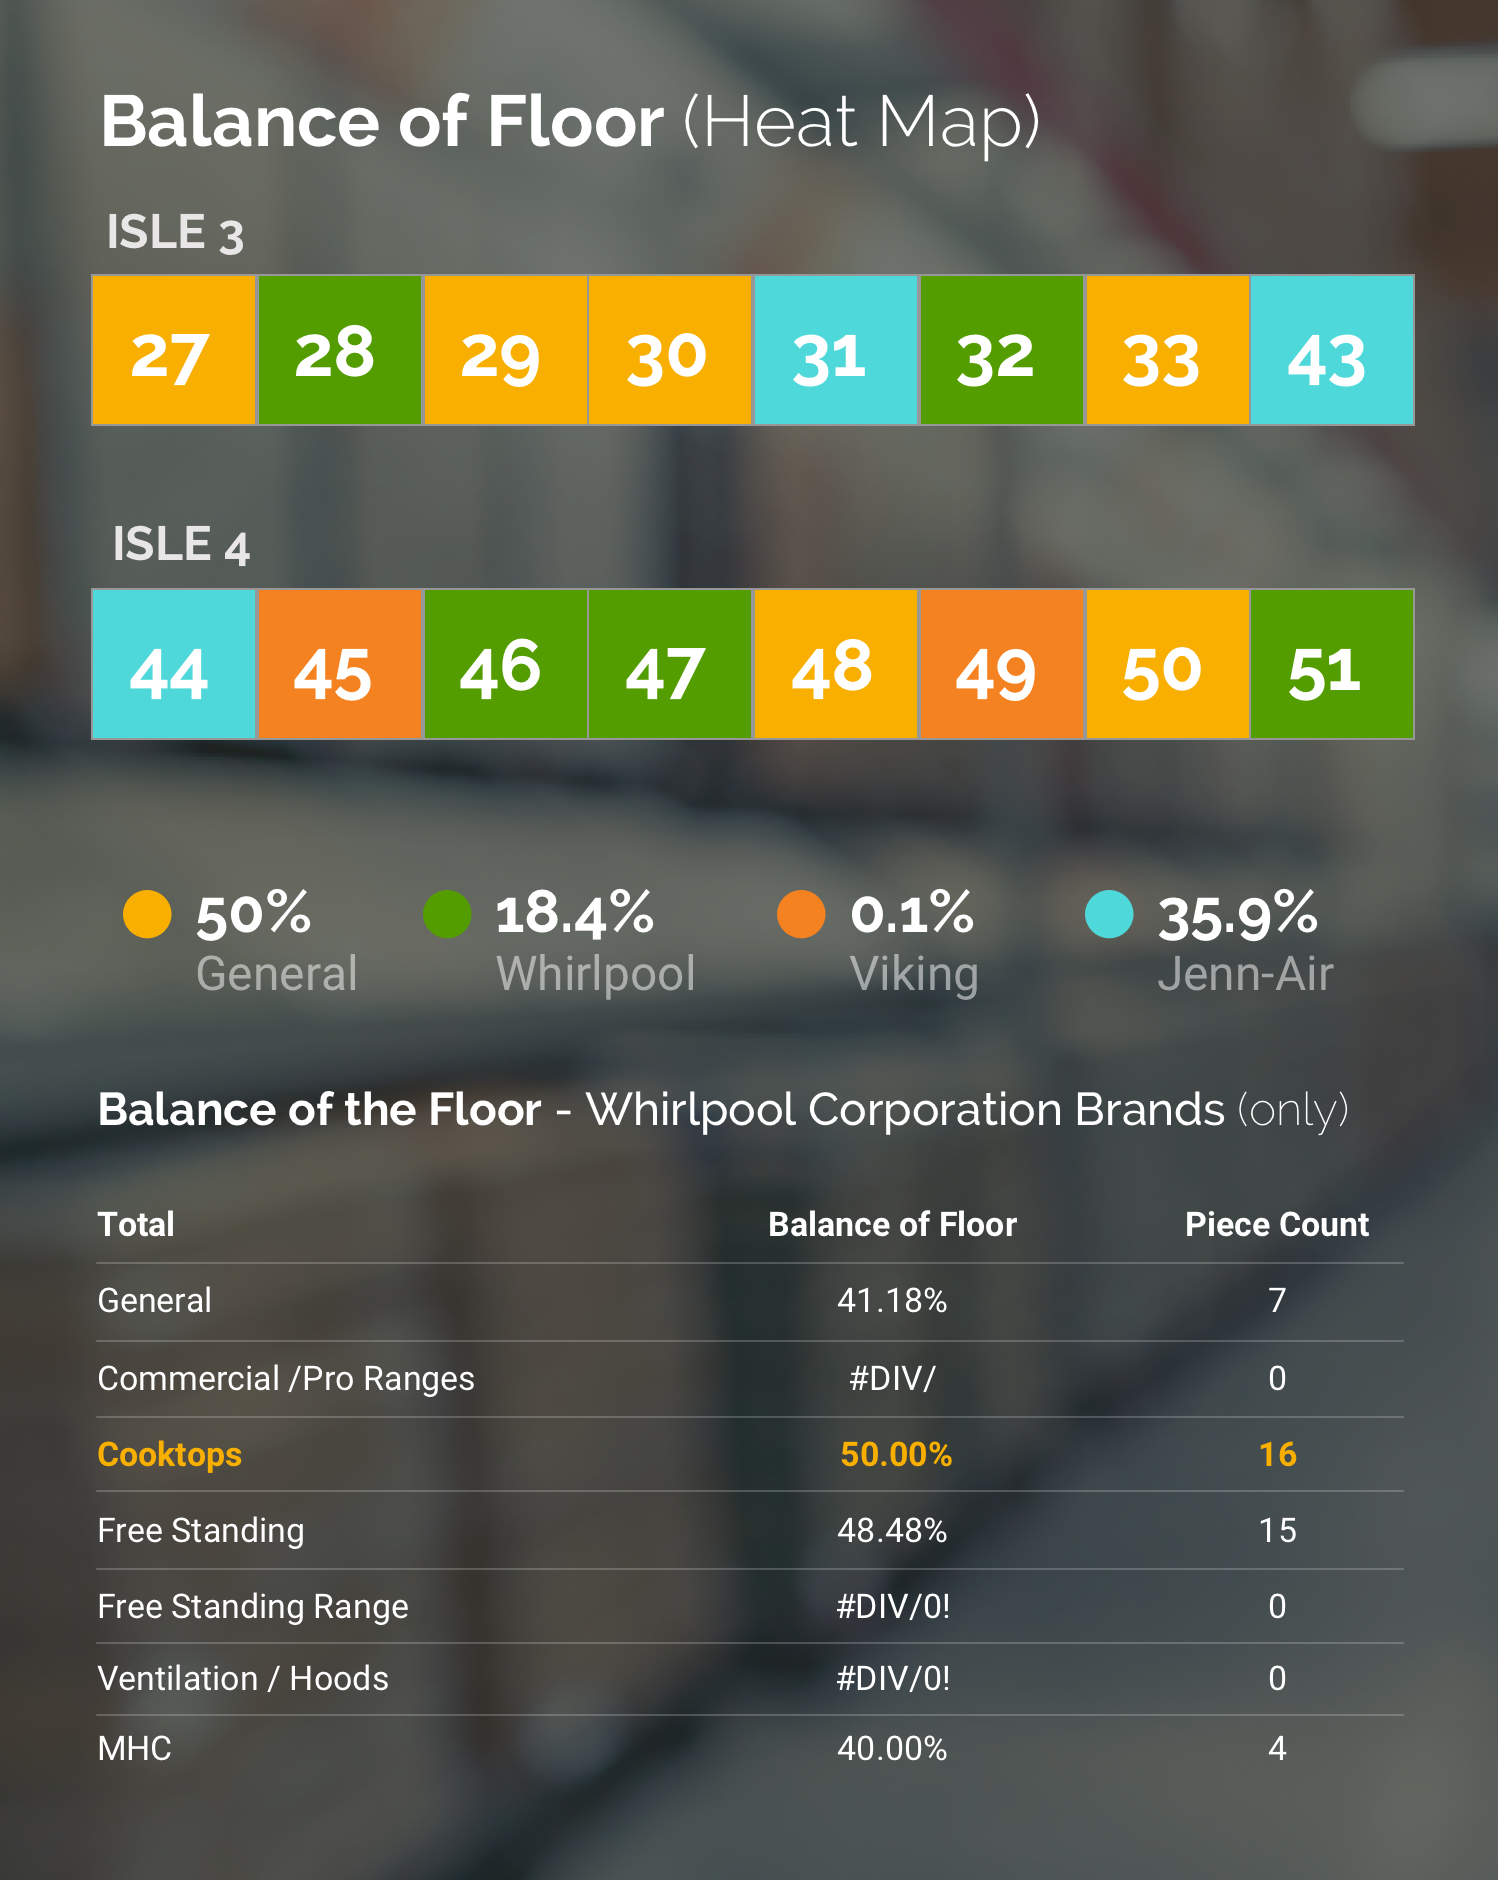 Balance of Floor (Heat Map)
ISLE 3
27 28 29 30 31 32 33 43
ISLE 4
44 45 46 47 48 49 50 51
50% 18.4% 0.1% 35.9%
General Whirlpool Viking Jenn-Air
Balance of the Floor - Whirlpool Corporation Brands (only)
Total Balance of Floor Piece Count
General 41.18% 7
Commercial /Pro Ranges #DIV/ 0
Cooktops 50.00% 16
Free Standing 48.48% 15
Free Standing Range #DIV/0! 0
Ventilation / Hoods #DIV/0! 0
MHC 40.00% 4